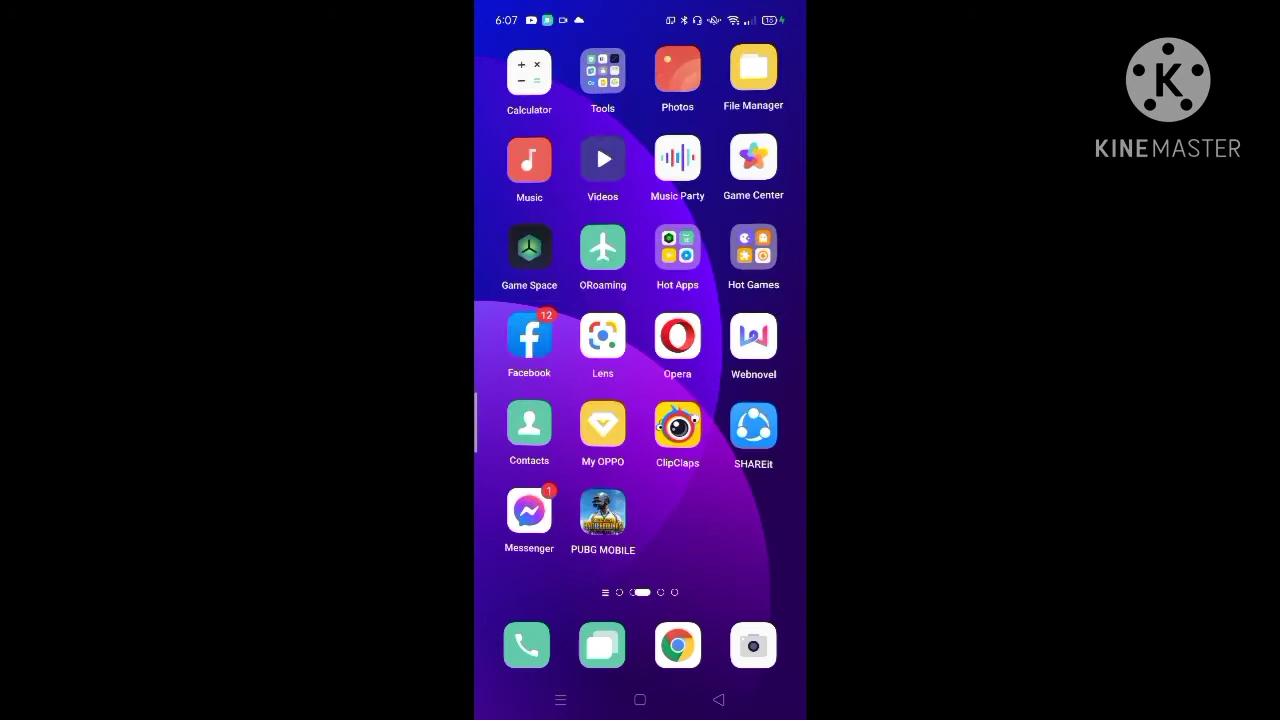 6:07
15
K
KINEMASTER
Calculator
Tools
Photos
File Manager
Music
Videos
Music Party
Game Center
Game Space
ORoaming
Hot Apps
Hot Games
12
Facebook
Lens
Opera
Webnovel
Contacts
My OPPO
ClipClaps
SHAREit
1
Messenger
PUBG MOBILE